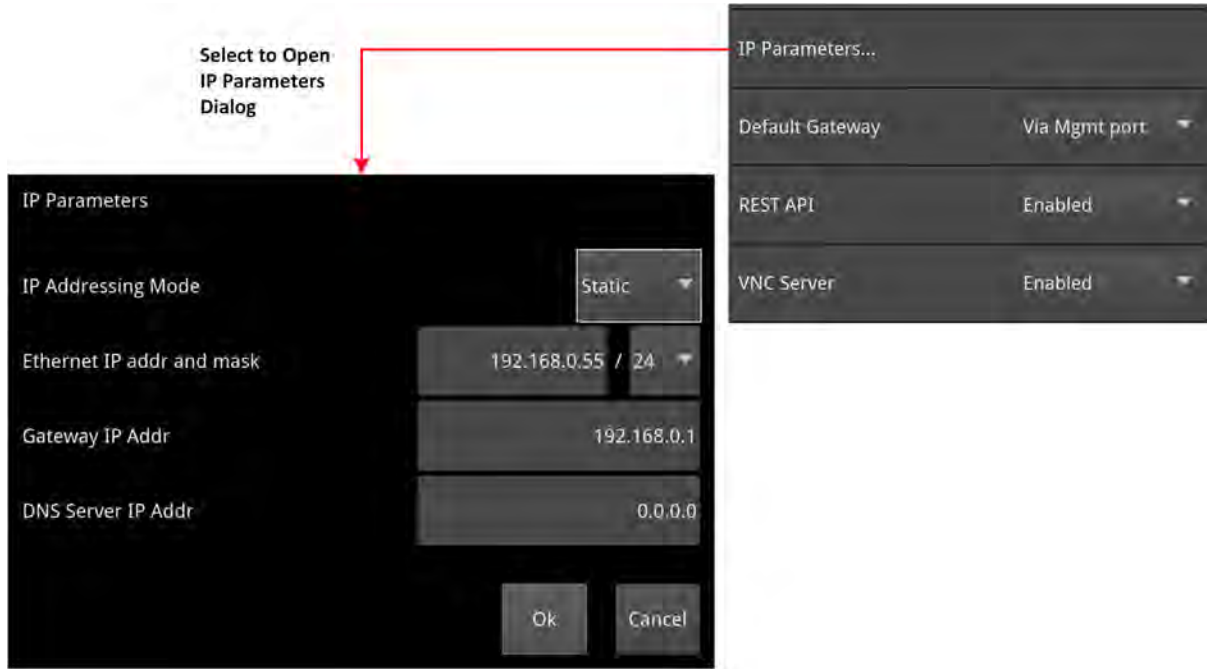 Select to Open
IP Parameters
Dialog
IP Parameters...
Default Gateway Via Mgmt port
REST API Enabled
VNC Server Enabled
IP Parameters
IP Addressing Mode Static
Ethernet IP addr and mask 192.168.0.55 / 24
Gateway IP Addr 192.168.0.1
DNS Server IP Addr 0.0.0.0
Ok Cancel